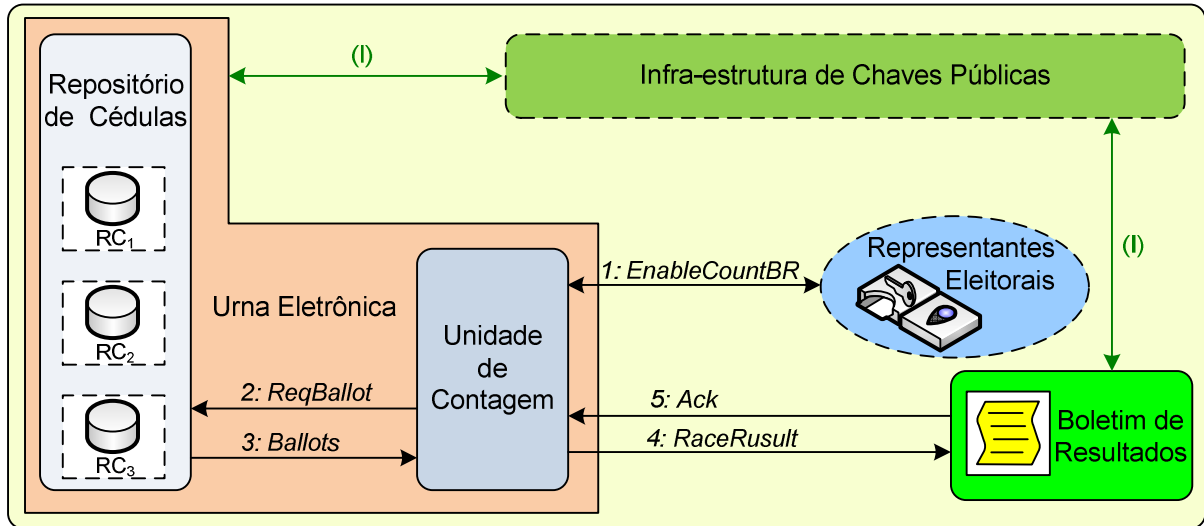 Repositório
de Cédulas
RC1
RC2
RC3
(I)
Infra-estrutura de Chaves Públicas
(I)
Urna Eletrônica
Unidade
de
Contagem
1: EnableCountBR
Representantes
Eleitorais
2: ReqBallot
3: Ballots
5: Ack
4: RaceRusult
Boletim de
Resultados